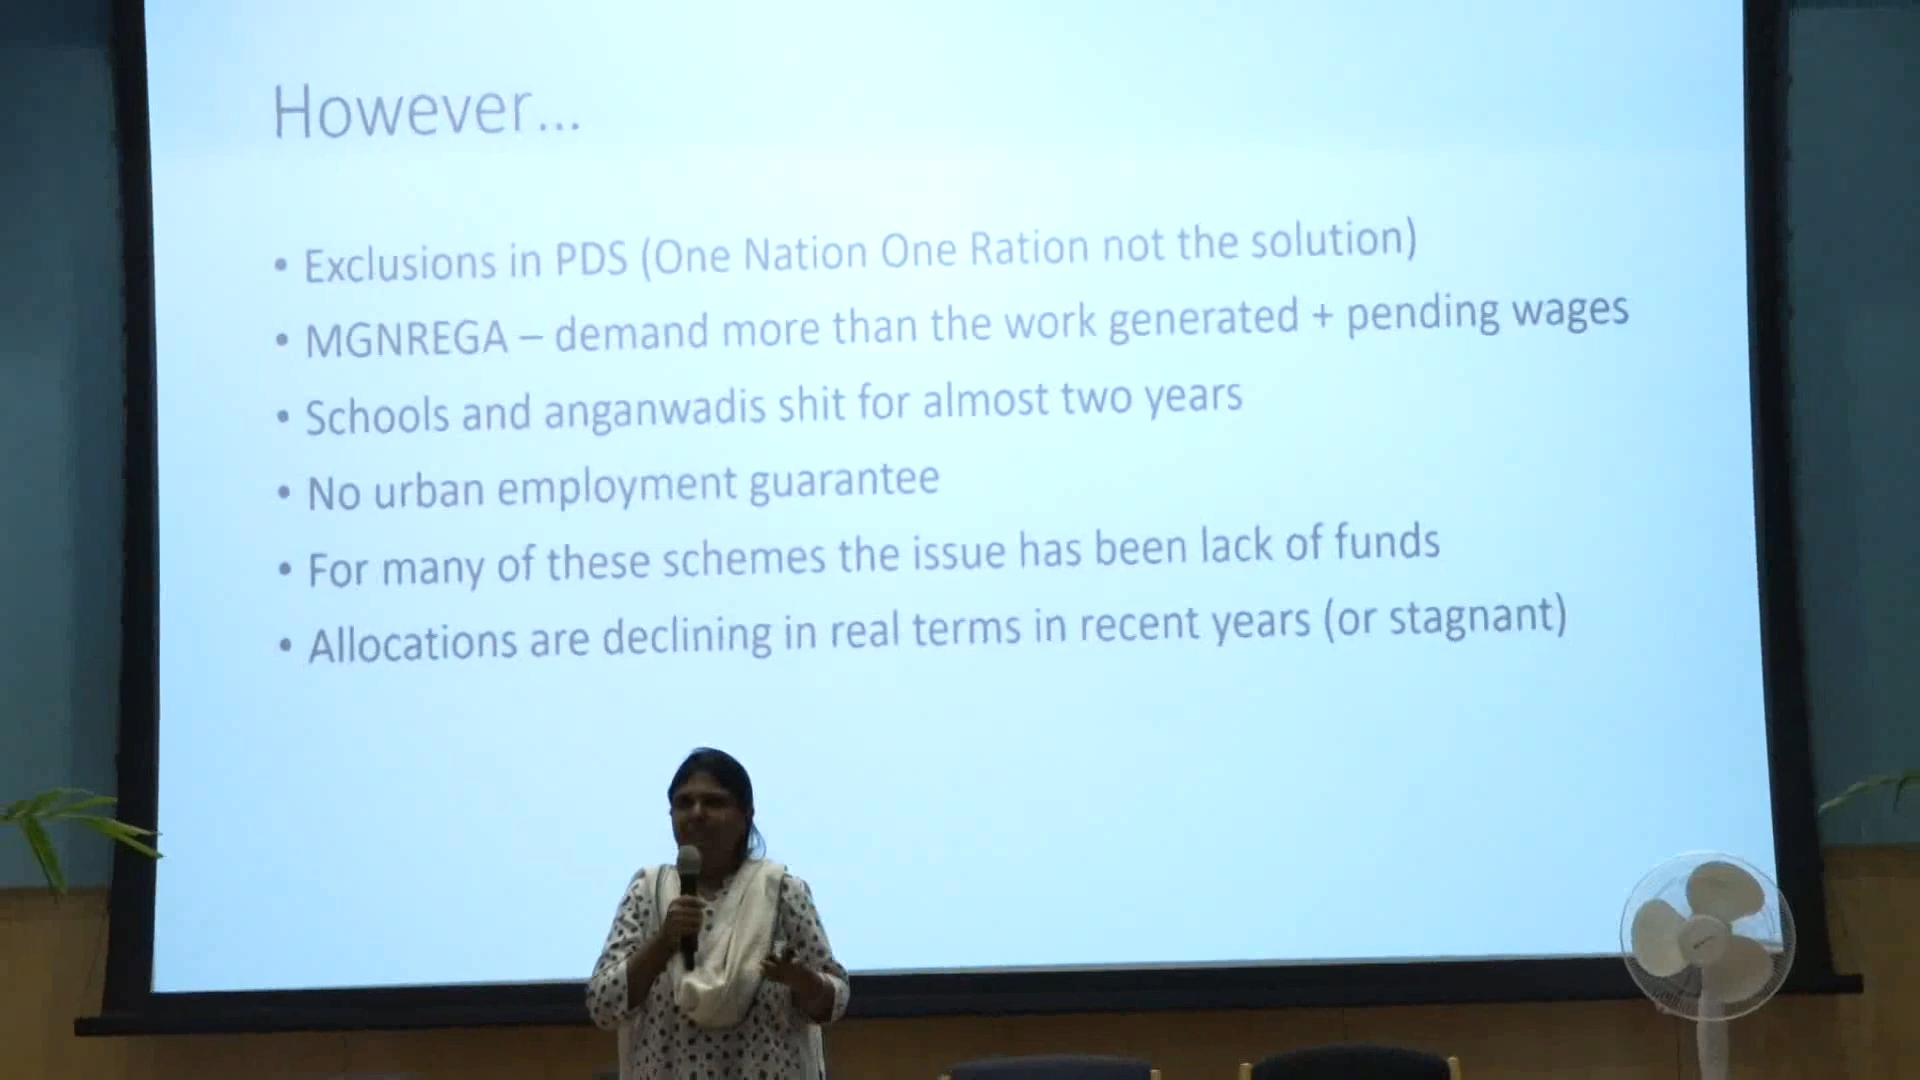 However...
• Exclusions in PDS (One Nation One Ration not the solution)
• MGNREGA – demand more than the work generated + pending wages
• Schools and anganwadis shit for almost two years
• No urban employment guarantee
• For many of these schemes the issue has been lack of funds
• Allocations are declining in real terms in recent years (or stagnant)